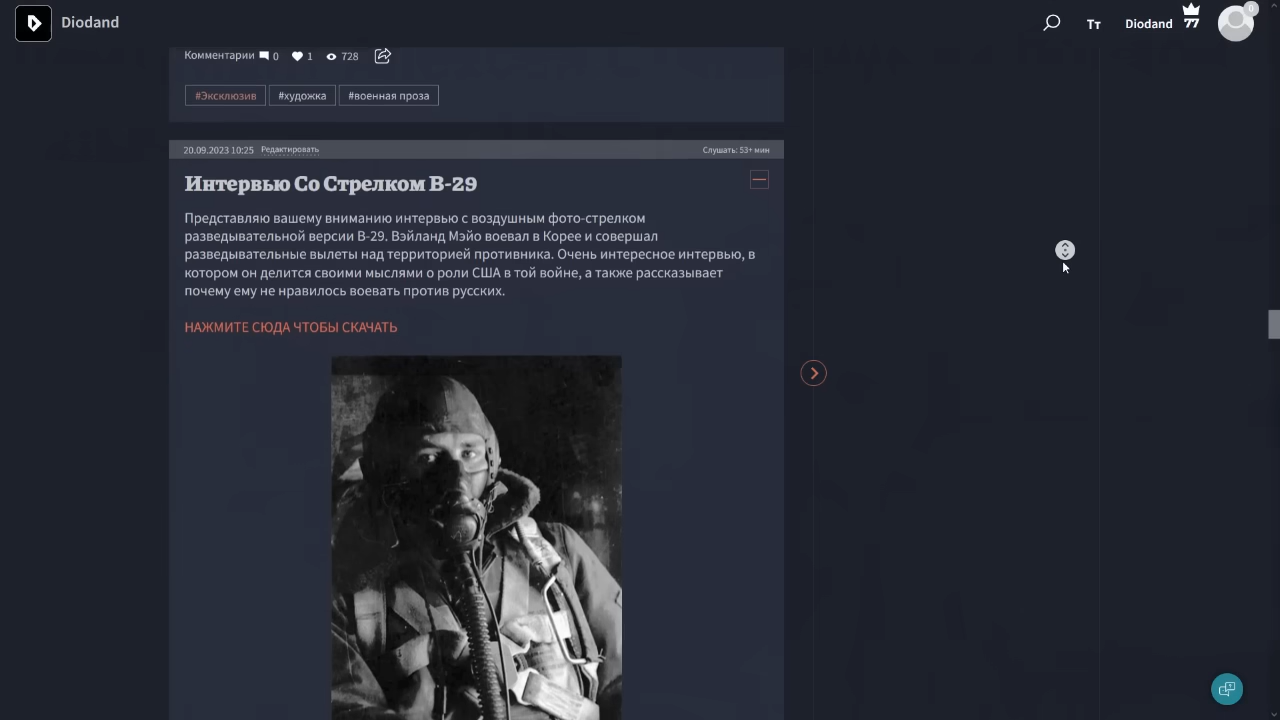 Diodand
Tт
Diodand
77
0
Комментарии 0 1 728
#Эксклюзив #художка #военная проза
20.09.2023 10:25 Редактировать Слушать: 53+ мин
Интервью Со Стрелком В-29
Представляю вашему вниманию интервью с воздушным фото-стрелком
разведывательной версии В-29. Вэйланд Мэйо воевал в Корее и совершал
разведывательные вылеты над территорией противника. Очень интересное интервью, в
котором он делится своими мыслями о роли США в той войне, а также рассказывает
почему ему не нравилось воевать против русских.
НАЖМИТЕ СЮДА ЧТОБЫ СКАЧАТЬ